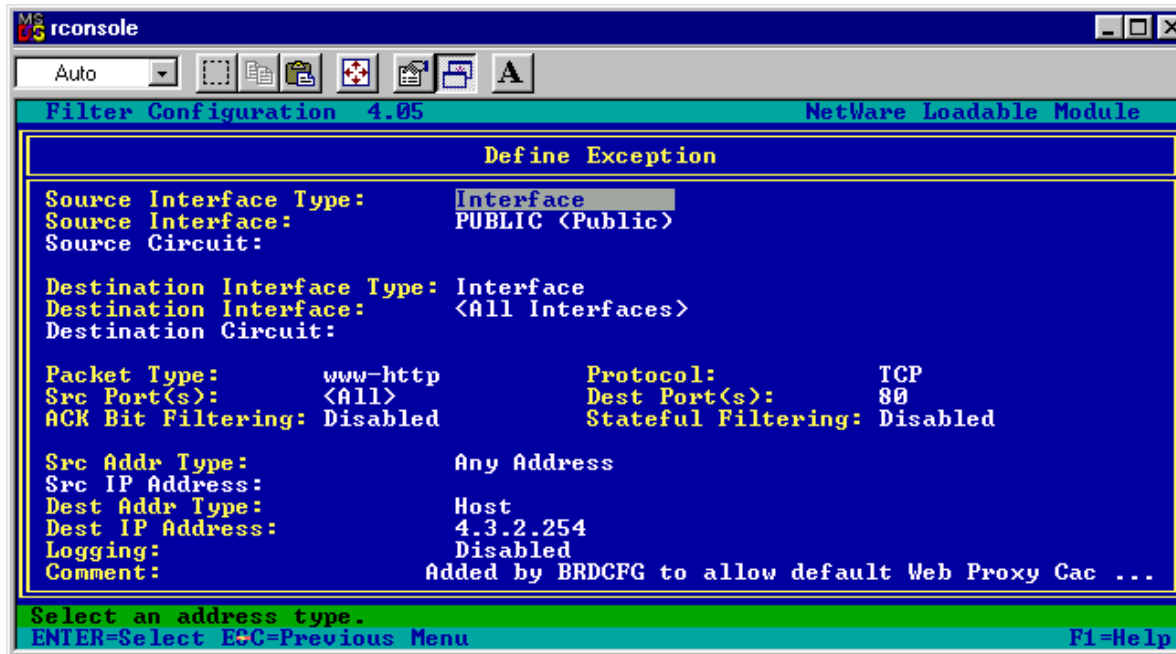 MS DOS rconsole
Auto A
Filter Configuration 4.05 NetWare Loadable Module
Define Exception
Source Interface Type: Interface
Source Interface: PUBLIC <Public>
Source Circuit:
Destination Interface Type: Interface
Destination Interface: <All Interfaces>
Destination Circuit:
Packet Type: www-http Protocol: TCP
Src Port(s): <All> Dest Port(s): 80
ACK Bit Filtering: Disabled Stateful Filtering: Disabled
Src Addr Type: Any Address
Src IP Address:
Dest Addr Type: Host
Dest IP Address: 4.3.2.254
Logging: Disabled
Comment: Added by BRDCFG to allow default Web Proxy Cac ...
Select an address type.
ENTER=Select ESC=Previous Menu F1=Help